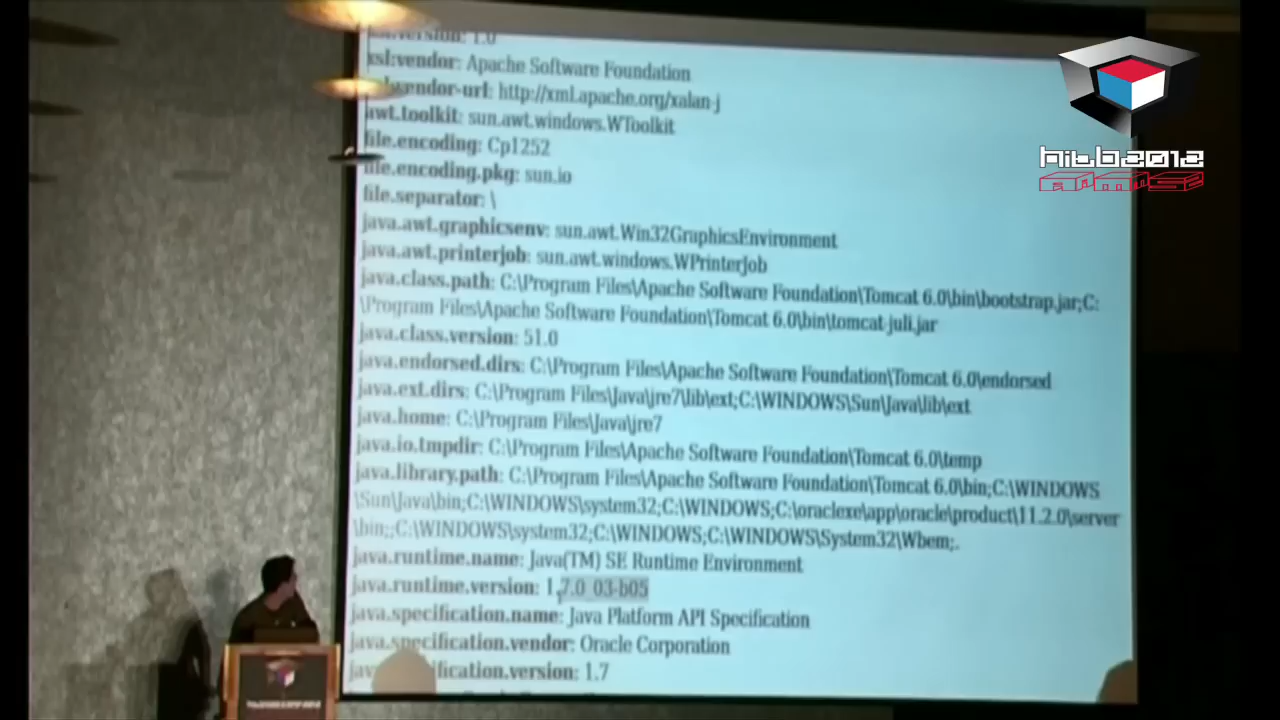 xsl.version: 1.0
xsl:vendor: Apache Software Foundation
vendor-url: http://xml.apache.org/xalan-j
awt.toolkit: sun.awt.windows.WToolkit
file.encoding: Cp1252
file.encoding.pkg: sun.io
file.separator: \
java.awt.graphicsenv: sun.awt.Win32GraphicsEnvironment
java.awt.printerjob: sun.awt.windows.WPrinterJob
java.class.path: C:\Program Files\Apache Software Foundation\Tomcat 6.0\bin\bootstrap.jar;C:
\Program Files\Apache Software Foundation\Tomcat 6.0\bin\tomcat-juli.jar
java.class.version: 51.0
java.endorsed.dirs: C:\Program Files\Apache Software Foundation\Tomcat 6.0\endorsed
java.ext.dirs: C:\Program Files\Java\jre7\lib\ext;C:\WINDOWS\Sun\Java\lib\ext
java.home: C:\Program Files\Java\jre7
java.io.tmpdir: C:\Program Files\Apache Software Foundation\Tomcat 6.0\temp
java.library.path: C:\Program Files\Apache Software Foundation\Tomcat 6.0\bin;C:\WINDOWS
\Sun\Java\bin;C:\WINDOWS\system32;C:\WINDOWS;C:\oraclexe\app\oracle\product\11.2.0\server
\bin;;C:\WINDOWS\system32;C:\WINDOWS;C:\WINDOWS\System32\Wbem;.
java.runtime.name: Java(TM) SE Runtime Environment
java.runtime.version: 1.7.0_03-b05
java.specification.name: Java Platform API Specification
java.specification.vendor: Oracle Corporation
java.specification.version: 1.7
HITB2012
AMS